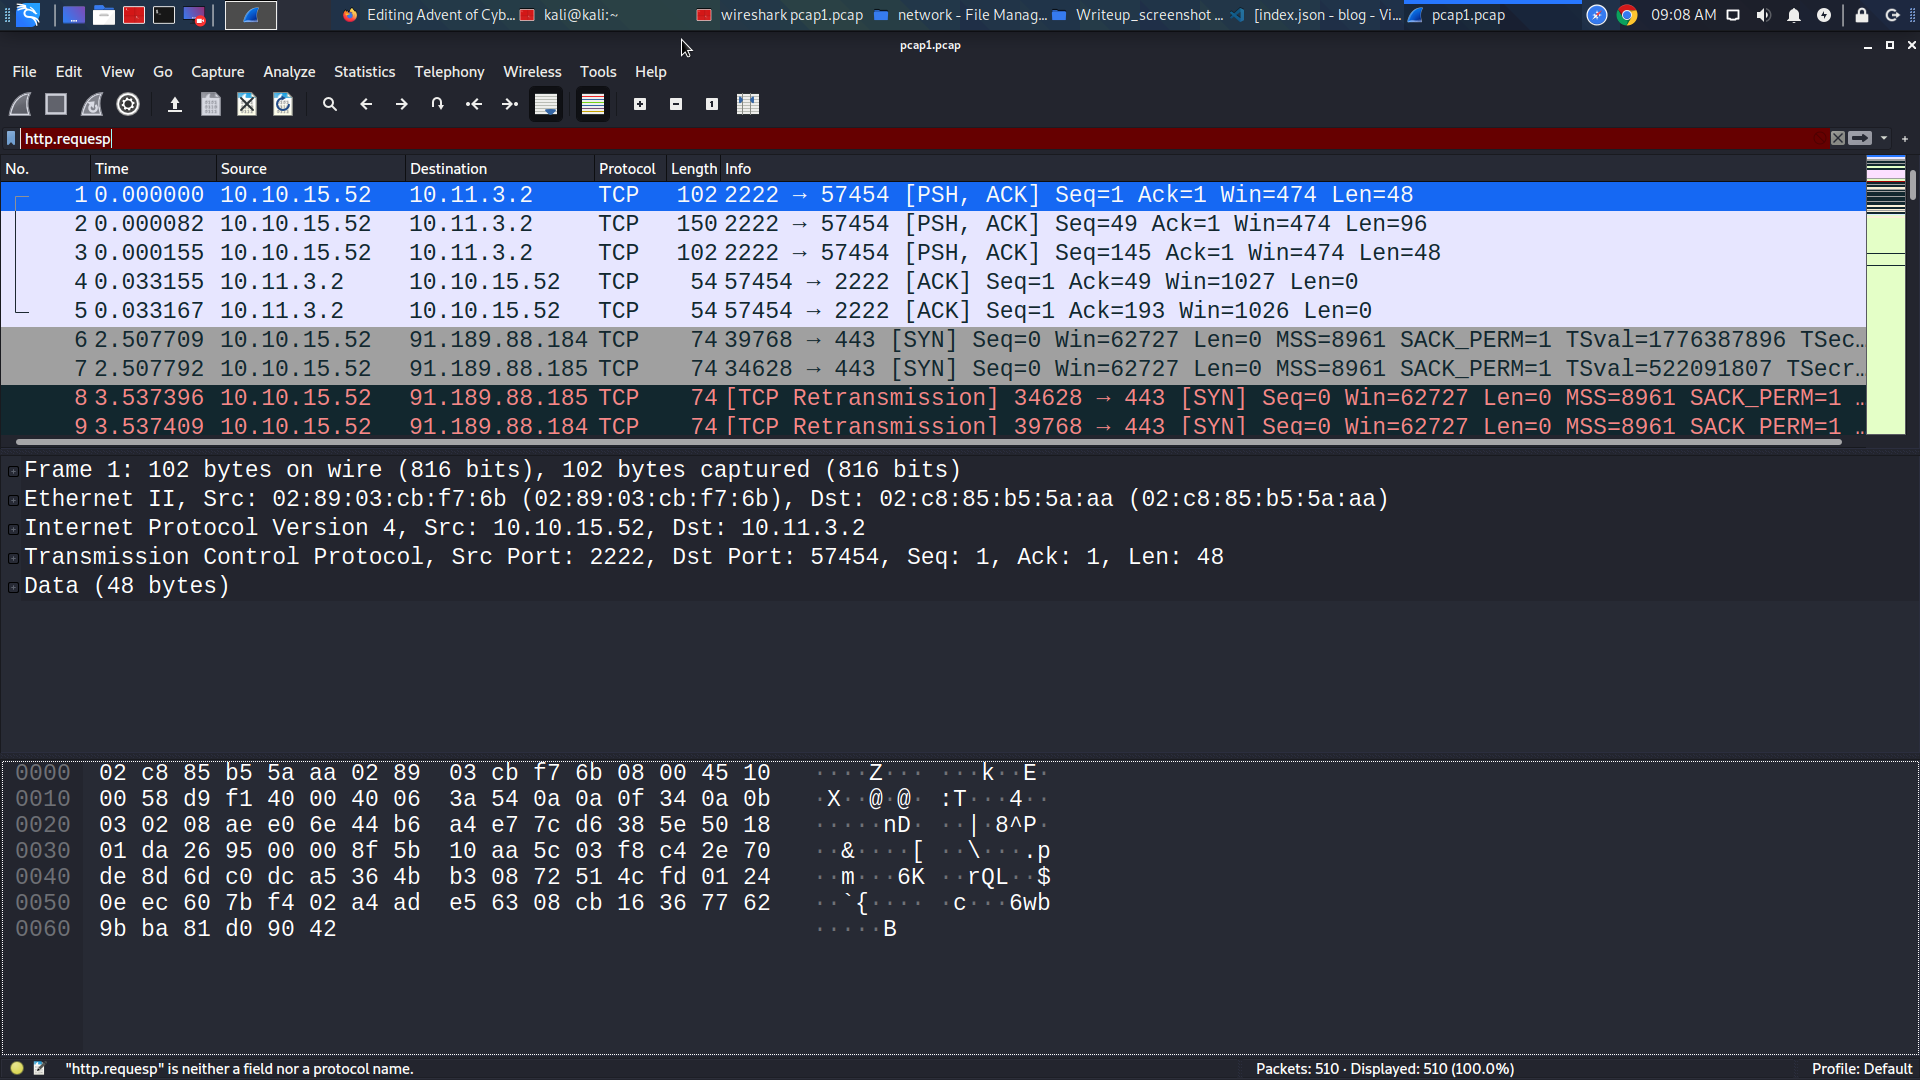 Editing Advent of Cyb... kali@kali:~ wireshark pcap1.pcap network - File Manag... Writeup_screenshot ... [index.json - blog - Vi... pcap1.pcap 09:08 AM
pcap1.pcap
File Edit View Go Capture Analyze Statistics Telephony Wireless Tools Help
http.requesp
No. Time Source Destination Protocol Length Info
1 0.000000 10.10.15.52 10.11.3.2 TCP 102 2222 → 57454 [PSH, ACK] Seq=1 Ack=1 Win=474 Len=48
2 0.000082 10.10.15.52 10.11.3.2 TCP 150 2222 → 57454 [PSH, ACK] Seq=49 Ack=1 Win=474 Len=96
3 0.000155 10.10.15.52 10.11.3.2 TCP 102 2222 → 57454 [PSH, ACK] Seq=145 Ack=1 Win=474 Len=48
4 0.033155 10.11.3.2 10.10.15.52 TCP 54 57454 → 2222 [ACK] Seq=1 Ack=49 Win=1027 Len=0
5 0.033167 10.11.3.2 10.10.15.52 TCP 54 57454 → 2222 [ACK] Seq=1 Ack=193 Win=1026 Len=0
6 2.507709 10.10.15.52 91.189.88.184 TCP 74 39768 → 443 [SYN] Seq=0 Win=62727 Len=0 MSS=8961 SACK_PERM=1 TSval=1776387896 TSec…
7 2.507792 10.10.15.52 91.189.88.185 TCP 74 34628 → 443 [SYN] Seq=0 Win=62727 Len=0 MSS=8961 SACK_PERM=1 TSval=522091807 TSecr…
8 3.537396 10.10.15.52 91.189.88.185 TCP 74 [TCP Retransmission] 34628 → 443 [SYN] Seq=0 Win=62727 Len=0 MSS=8961 SACK_PERM=1 …
9 3.537409 10.10.15.52 91.189.88.184 TCP 74 [TCP Retransmission] 39768 → 443 [SYN] Seq=0 Win=62727 Len=0 MSS=8961 SACK_PERM=1 …
Frame 1: 102 bytes on wire (816 bits), 102 bytes captured (816 bits)
Ethernet II, Src: 02:89:03:cb:f7:6b (02:89:03:cb:f7:6b), Dst: 02:c8:85:b5:5a:aa (02:c8:85:b5:5a:aa)
Internet Protocol Version 4, Src: 10.10.15.52, Dst: 10.11.3.2
Transmission Control Protocol, Src Port: 2222, Dst Port: 57454, Seq: 1, Ack: 1, Len: 48
Data (48 bytes)
0000 02 c8 85 b5 5a aa 02 89 03 cb f7 6b 08 00 45 10 ····Z··· ···k··E·
0010 00 58 d9 f1 40 00 40 06 3a 54 0a 0a 0f 34 0a 0b ·X··@·@· :T···4··
0020 03 02 08 ae e0 6e 44 b6 a4 e7 7c d6 38 5e 50 18 ·····nD· ··|·8^P·
0030 01 da 26 95 00 00 8f 5b 10 aa 5c 03 f8 c4 2e 70 ··&····[ ··\···.p
0040 de 8d 6d c0 dc a5 36 4b b3 08 72 51 4c fd 01 24 ··m···6K ··rQL··$
0050 0e ec 60 7b f4 02 a4 ad e5 63 08 cb 16 36 77 62 ··`{···· ·c···6wb
0060 9b ba 81 d0 90 42 ·····B
"http.requesp" is neither a field nor a protocol name. Packets: 510 · Displayed: 510 (100.0%) Profile: Default